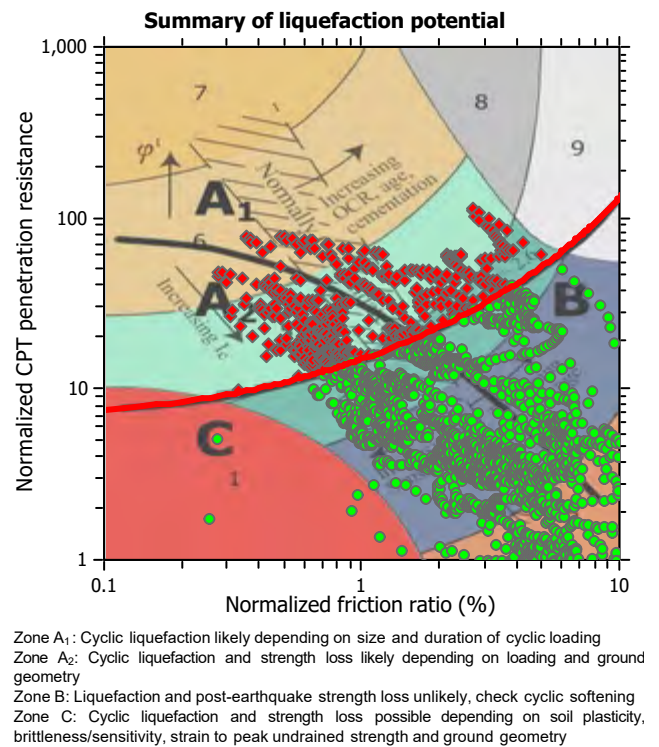 Summary of liquefaction potential
1,000
100
10
1
Normalized CPT penetration resistance
7
8
9
φ'
A1
Normally
Increasing
OCR, age,
cementation
6
A2
Increasing Ic
B
C
1
0.1
1
10
Normalized friction ratio (%)
Zone A1: Cyclic liquefaction likely depending on size and duration of cyclic loading
Zone A2: Cyclic liquefaction and strength loss likely depending on loading and ground
geometry
Zone B: Liquefaction and post-earthquake strength loss unlikely, check cyclic softening
Zone C: Cyclic liquefaction and strength loss possible depending on soil plasticity,
brittleness/sensitivity, strain to peak undrained strength and ground geometry